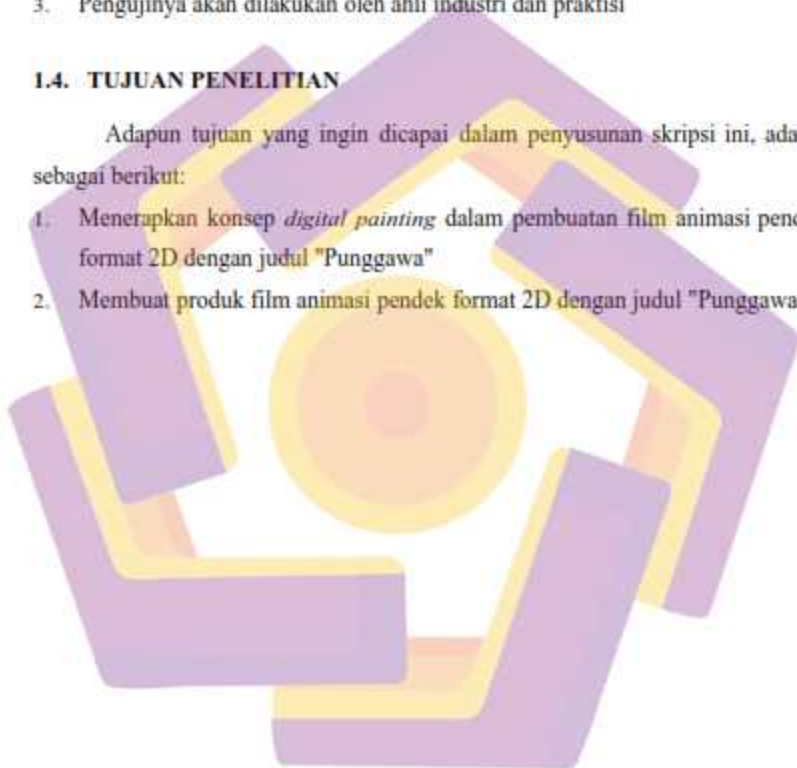 3. Pengujinya akan dilakukan oleh ahli industri dan praktisi
1.4. TUJUAN PENELITIAN
Adapun tujuan yang ingin dicapai dalam penyusunan skripsi ini, ada
sebagai berikut:
1. Menerapkan konsep digital painting dalam pembuatan film animasi pend
format 2D dengan judul "Punggawa"
2. Membuat produk film animasi pendek format 2D dengan judul "Punggawa